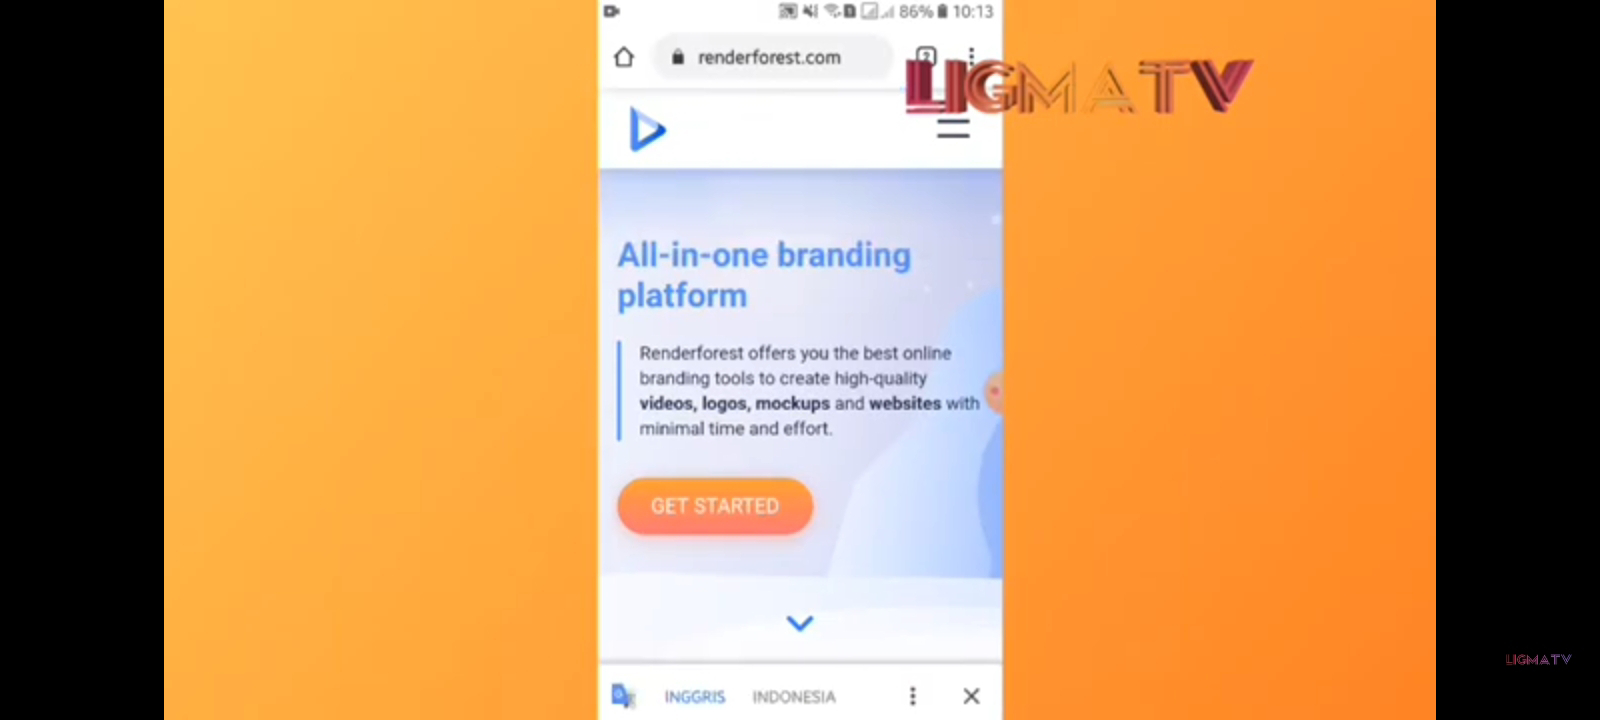 86% 10:13
renderforest.com
LIGMATV
All-in-one branding
platform
Renderforest offers you the best online
branding tools to create high-quality
videos, logos, mockups and websites with
minimal time and effort.
GET STARTED
INGGRIS INDONESIA
LIGMATV